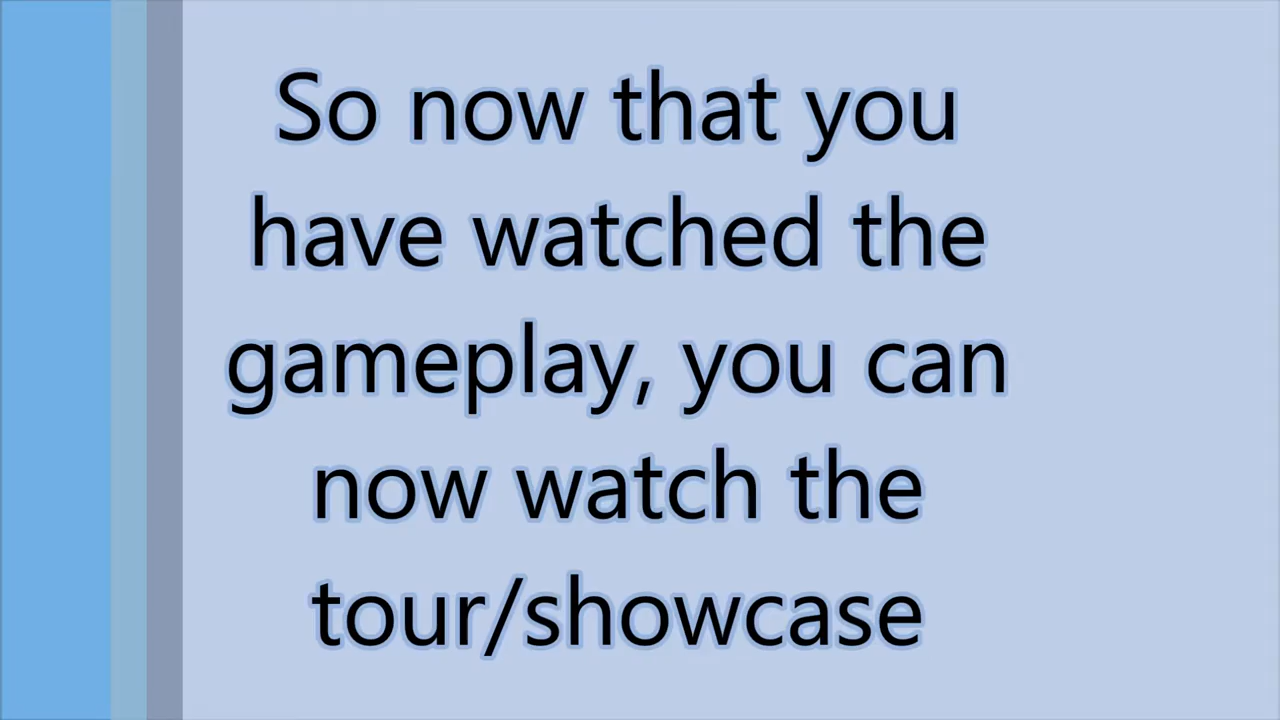 So now that you
have watched the
gameplay, you can
now watch the
tour/showcase